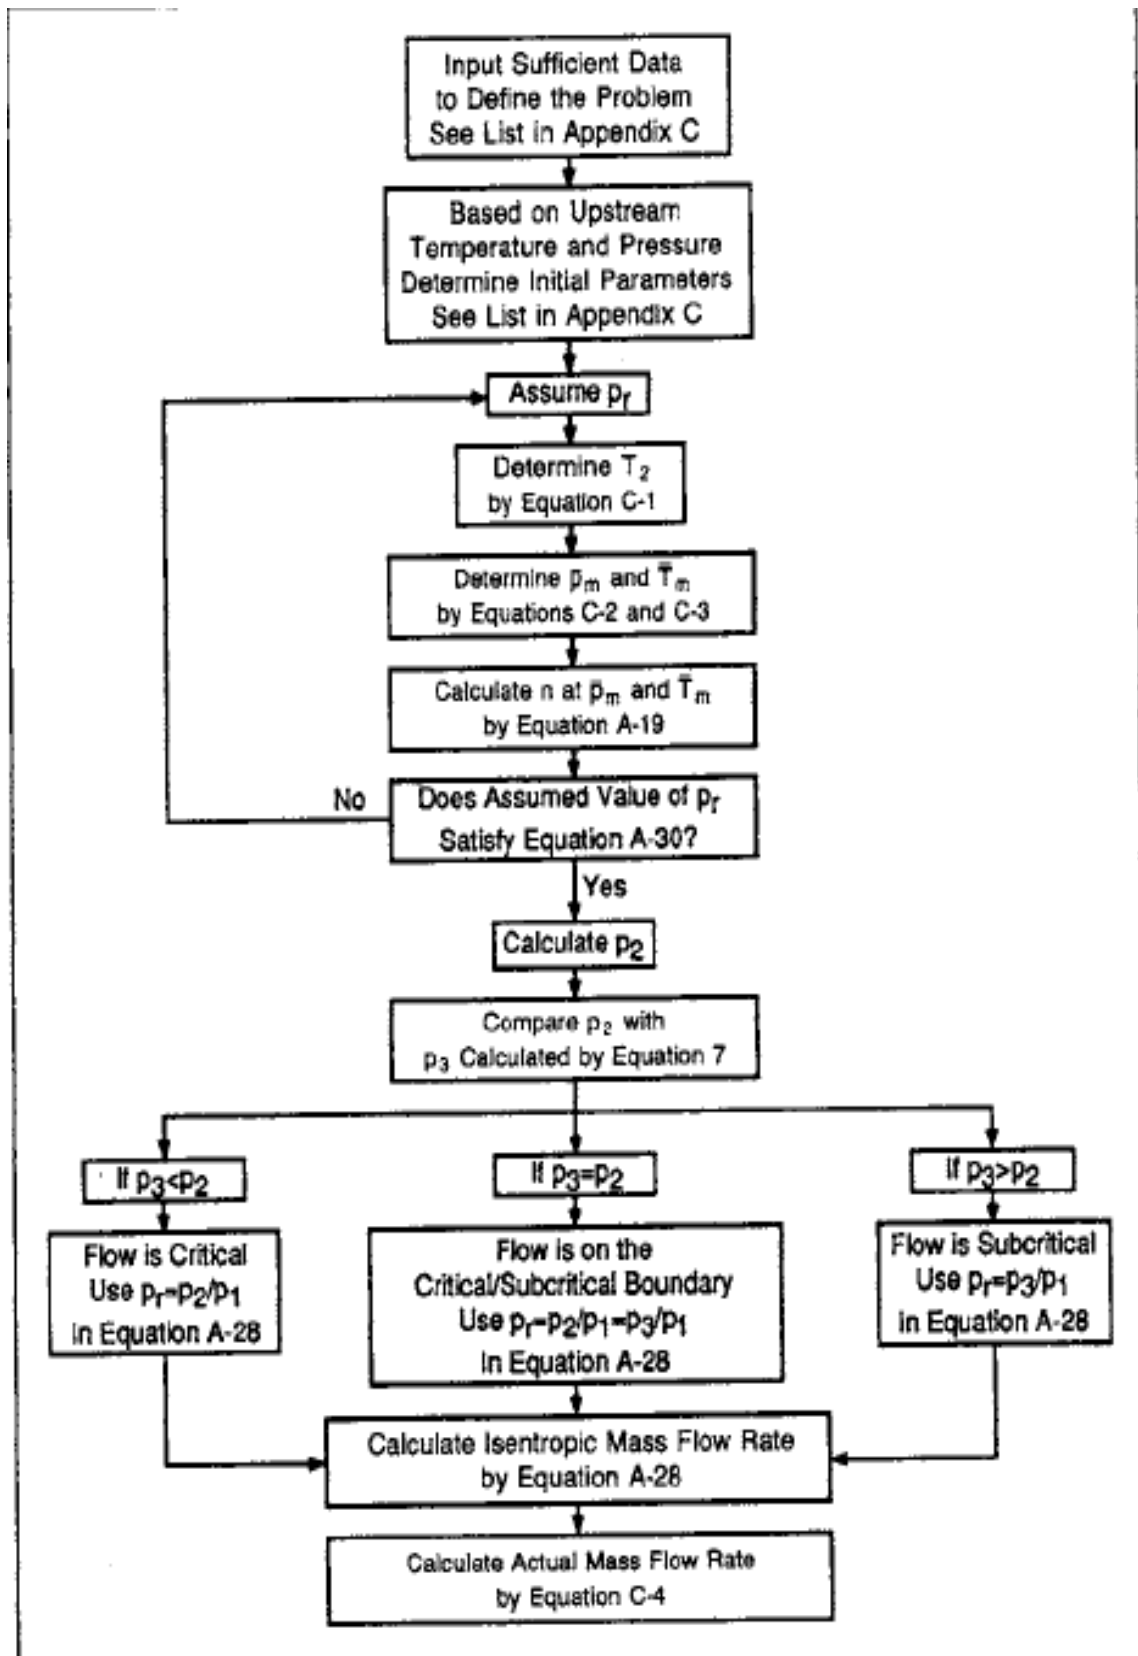 Input Sufficient Data
to Define the Problem
See List in Appendix C
Based on Upstream
Temperature and Pressure
Determine Initial Parameters
See List in Appendix C
Assume pr
Determine T2
by Equation C-1
Determine p̄m and T̄m
by Equations C-2 and C-3
Calculate n at p̄m and T̄m
by Equation A-19
No
Does Assumed Value of pr
Satisfy Equation A-30?
Yes
Calculate p2
Compare p2 with
p3 Calculated by Equation 7
If p3<p2
Flow is Critical
Use pr=p2/p1
In Equation A-28
If p3=p2
Flow is on the
Critical/Subcritical Boundary
Use pr=p2/p1=p3/p1
In Equation A-28
If p3>p2
Flow is Subcritical
Use pr=p3/p1
in Equation A-28
Calculate Isentropic Mass Flow Rate
by Equation A-28
Calculate Actual Mass Flow Rate
by Equation C-4